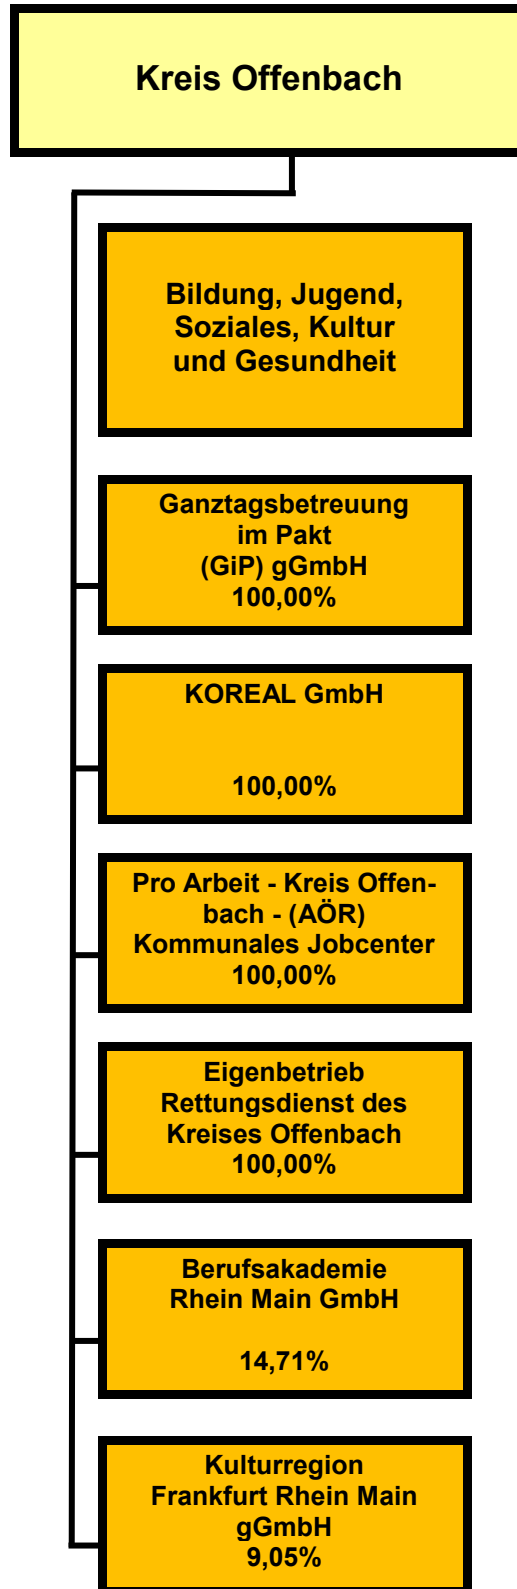 Kreis Offenbach
Bildung, Jugend,
Soziales, Kultur
und Gesundheit
Ganztagsbetreuung
im Pakt
(GiP) gGmbH
100,00%
KOREAL GmbH
100,00%
Pro Arbeit - Kreis Offen-
bach - (AÖR)
Kommunales Jobcenter
100,00%
Eigenbetrieb
Rettungsdienst des
Kreises Offenbach
100,00%
Berufsakademie
Rhein Main GmbH
14,71%
Kulturregion
Frankfurt Rhein Main
gGmbH
9,05%